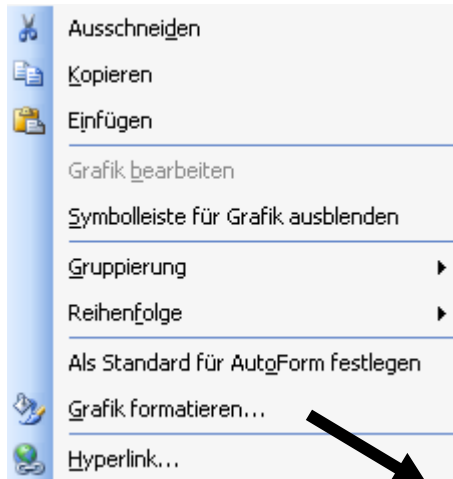 Ausschneiden
Kopieren
Einfügen
Grafik bearbeiten
Symbolleiste für Grafik ausblenden
Gruppierung
Reihenfolge
Als Standard für AutoForm festlegen
Grafik formatieren...
Hyperlink...